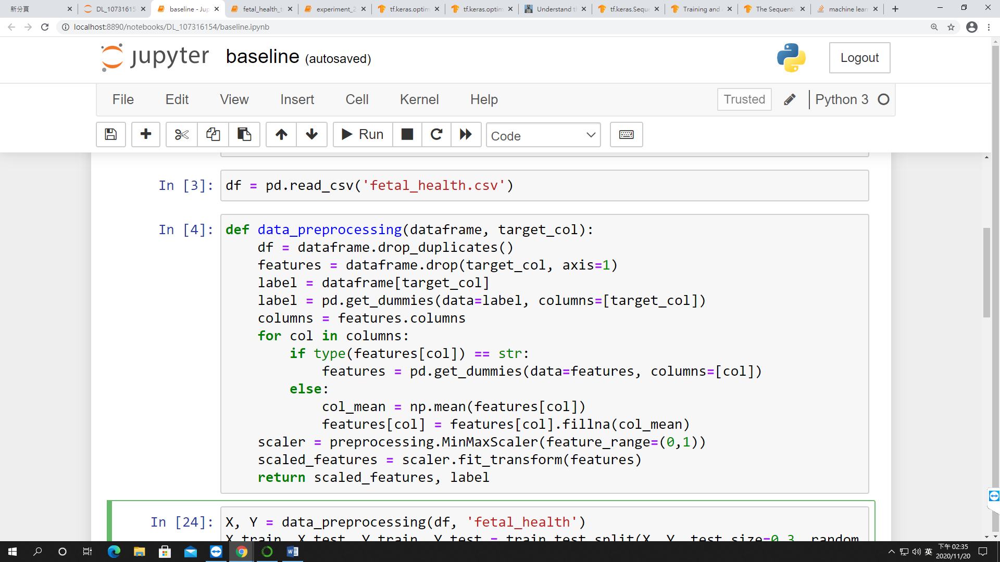 新分頁
DL_10731615
baseline - Jup
fetal_health_t
experiment_2
tf.keras.optim
tf.keras.optim
Understand t
tf.keras.Seque
Training and
The Sequenti
machine lear
localhost:8890/notebooks/DL_107316154/baseline.ipynb
jupyter baseline (autosaved)
Logout
File Edit View Insert Cell Kernel Help
Trusted
Python 3
Run
Code
In [3]: df = pd.read_csv('fetal_health.csv')
In [4]: def data_preprocessing(dataframe, target_col):
    df = dataframe.drop_duplicates()
    features = dataframe.drop(target_col, axis=1)
    label = dataframe[target_col]
    label = pd.get_dummies(data=label, columns=[target_col])
    columns = features.columns
    for col in columns:
        if type(features[col]) == str:
            features = pd.get_dummies(data=features, columns=[col])
        else:
            col_mean = np.mean(features[col])
            features[col] = features[col].fillna(col_mean)
    scaler = preprocessing.MinMaxScaler(feature_range=(0,1))
    scaled_features = scaler.fit_transform(features)
    return scaled_features, label
In [24]: X, Y = data_preprocessing(df, 'fetal_health')
X_train, X_test, Y_train, Y_test = train_test_split(X, Y, test_size=0.3, random
英
下午 02:35
2020/11/20